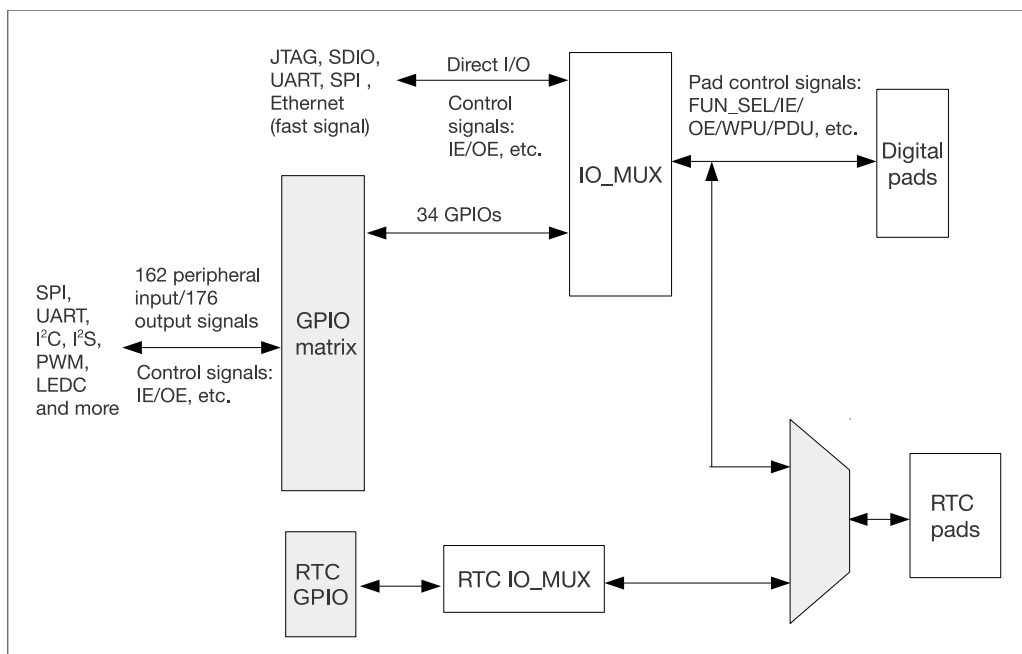 JTAG, SDIO,
UART, SPI ,
Ethernet
(fast signal)
Direct I/O
Control
signals:
IE/OE, etc.
IO_MUX
Pad control signals:
FUN_SEL/IE/
OE/WPU/PDU, etc.
Digital
pads
34 GPIOs
SPI,
UART,
I²C, I²S,
PWM,
LEDC
and more
162 peripheral
input/176
output signals
Control signals:
IE/OE, etc.
GPIO
matrix
RTC
GPIO
RTC IO_MUX
RTC
pads